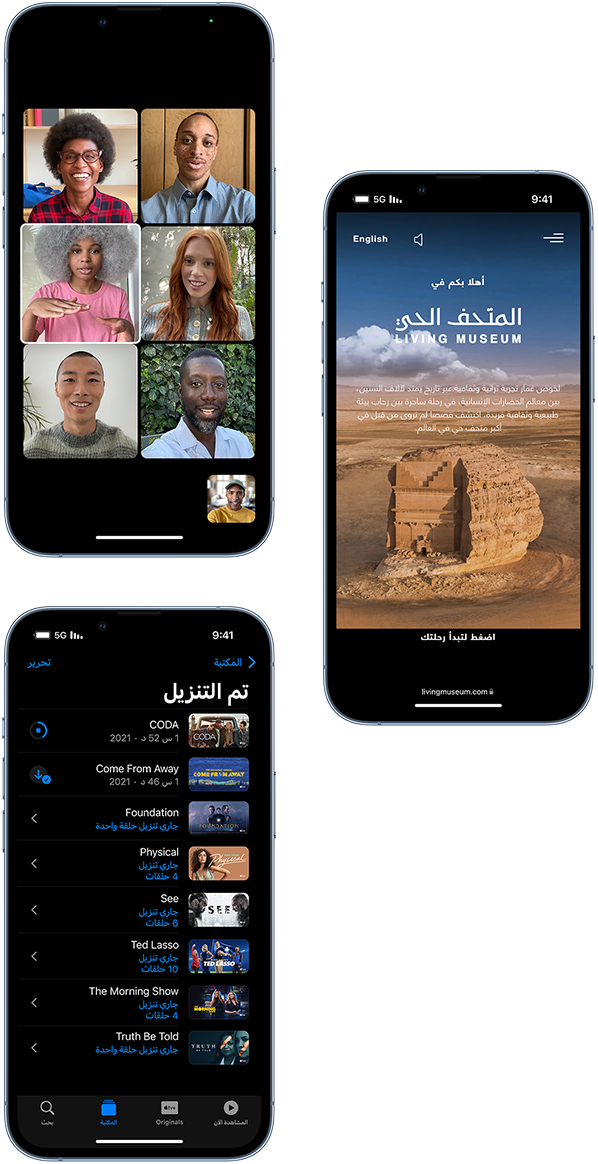 5G
9:41
English
أهلا بكم في
المتحف الحي
LIVING MUSEUM
لخوض غمار تجربة تراثية وثقافية عبر تاريخ يمتد لآلاف السنين،
بين معالم الحضارات الإنسانية، في رحلة ساحرة بين رحاب بيئة
طبيعية وثقافية فريدة، اكتشف قصصا لم تروى من قبل في
أكبر متحف حي في العالم.
اضغط لتبدأ رحلتك
livingmuseum.com
5G
9:41
المكتبة
تحرير
تم التنزيل
CODA
1 س 52 د · 2021
CODA
Come From Away
1 س 46 د · 2021
COME FROM AWAY
Foundation
جاري تنزيل حلقة واحدة
FOUNDATION
Physical
جاري تنزيل
4 حلقات
Physical
See
جاري تنزيل
6 حلقات
SEE
Ted Lasso
جاري تنزيل
10 حلقات
TED LASSO
The Morning Show
جاري تنزيل
4 حلقات
MORNING
Truth Be Told
جاري تنزيل حلقة واحدة
TRUTH
BE TOLD
المشاهدة الآن
tv+
Originals
المكتبة
بحث